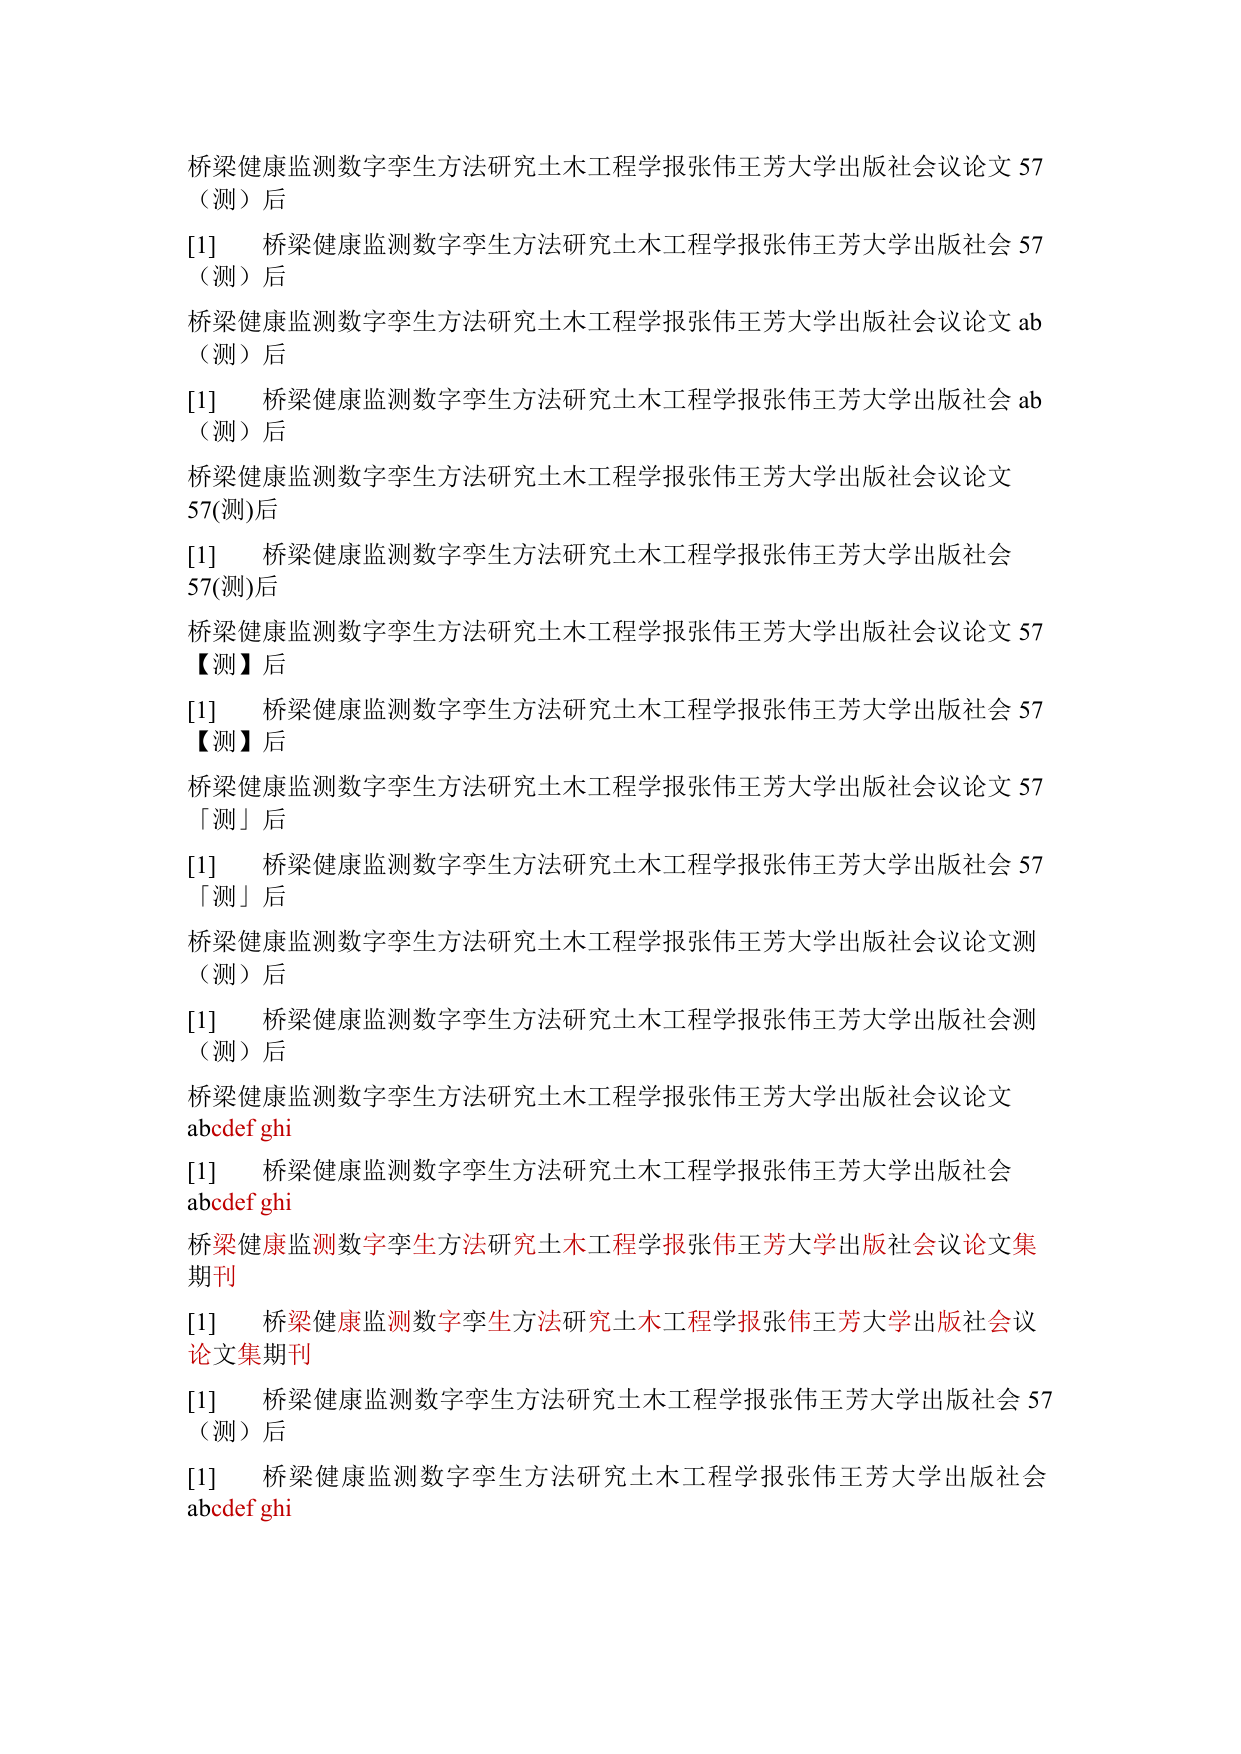 桥梁健康监测数字孪生方法研究土木工程学报张伟王芳大学出版社会议论文 57
（测）后
[1] 桥梁健康监测数字孪生方法研究土木工程学报张伟王芳大学出版社会 57
（测）后
桥梁健康监测数字孪生方法研究土木工程学报张伟王芳大学出版社会议论文 ab
（测）后
[1] 桥梁健康监测数字孪生方法研究土木工程学报张伟王芳大学出版社会 ab
（测）后
桥梁健康监测数字孪生方法研究土木工程学报张伟王芳大学出版社会议论文
57(测)后
[1] 桥梁健康监测数字孪生方法研究土木工程学报张伟王芳大学出版社会
57(测)后
桥梁健康监测数字孪生方法研究土木工程学报张伟王芳大学出版社会议论文 57
【测】后
[1] 桥梁健康监测数字孪生方法研究土木工程学报张伟王芳大学出版社会 57
【测】后
桥梁健康监测数字孪生方法研究土木工程学报张伟王芳大学出版社会议论文 57
「测」后
[1] 桥梁健康监测数字孪生方法研究土木工程学报张伟王芳大学出版社会 57
「测」后
桥梁健康监测数字孪生方法研究土木工程学报张伟王芳大学出版社会议论文测
（测）后
[1] 桥梁健康监测数字孪生方法研究土木工程学报张伟王芳大学出版社会测
（测）后
桥梁健康监测数字孪生方法研究土木工程学报张伟王芳大学出版社会议论文
abcdef ghi
[1] 桥梁健康监测数字孪生方法研究土木工程学报张伟王芳大学出版社会
abcdef ghi
桥梁健康监测数字孪生方法研究土木工程学报张伟王芳大学出版社会议论文集
期刊
[1] 桥梁健康监测数字孪生方法研究土木工程学报张伟王芳大学出版社会议
论文集期刊
[1] 桥梁健康监测数字孪生方法研究土木工程学报张伟王芳大学出版社会 57
（测）后
[1] 桥梁健康监测数字孪生方法研究土木工程学报张伟王芳大学出版社会
abcdef ghi